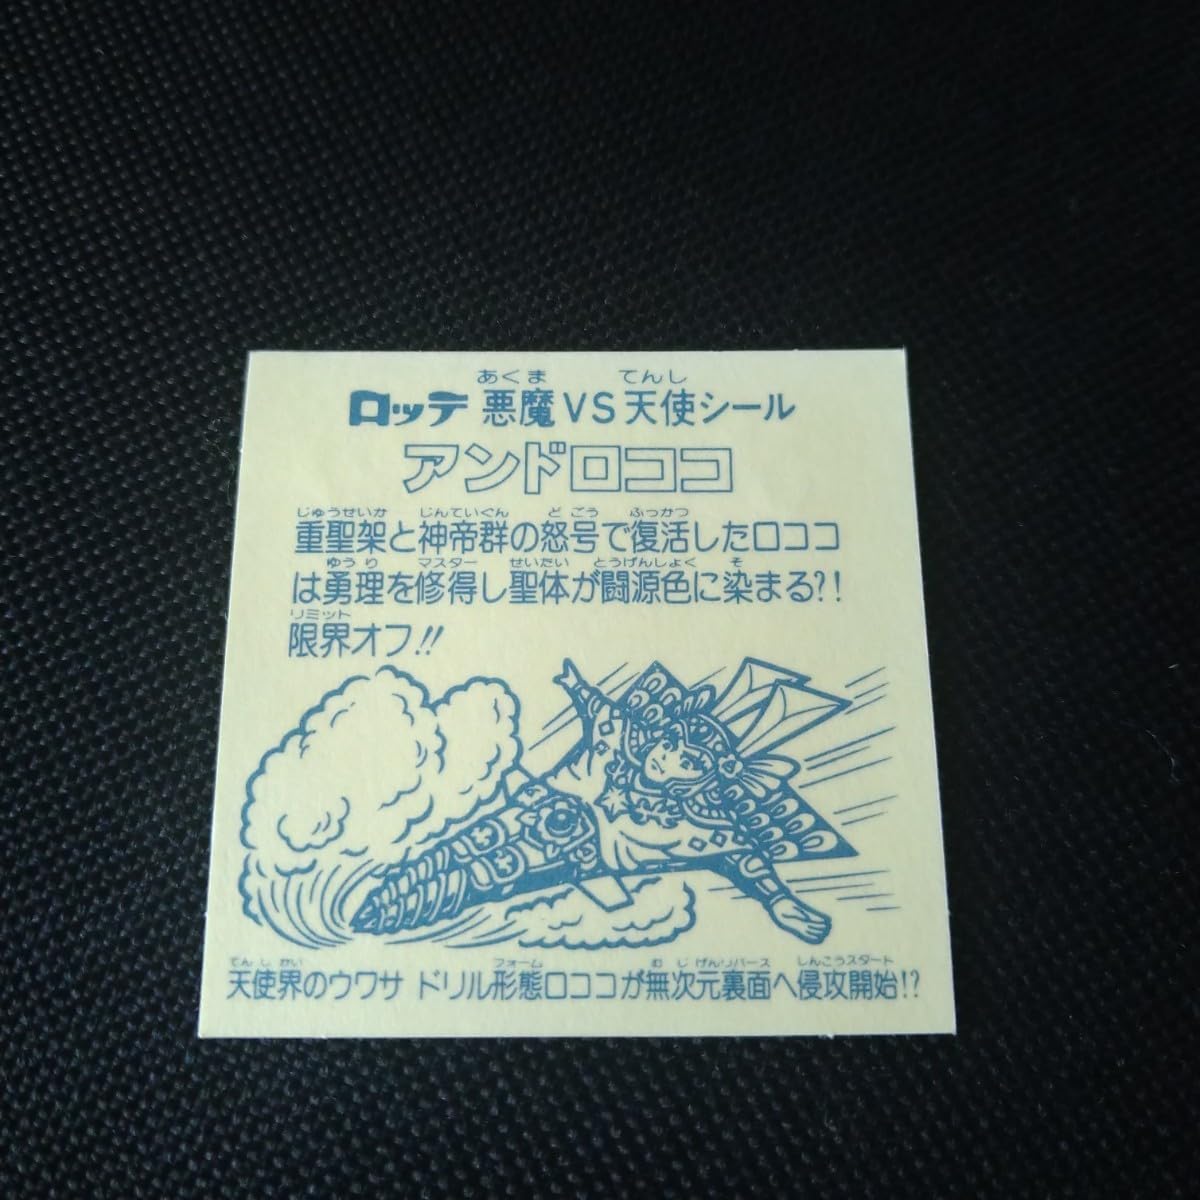 あくま てんし
ロッテ 悪魔VS天使シール
アンドロココ
じゅうせいか じんていぐん どごう ふっかつ
重聖架と神帝群の怒号で復活したロココ
ゆうり マスター せいたい とうげんしょく そ
は勇理を修得し聖体が闘源色に染まる?!
リミット
限界オフ!!
てんしかい フォーム むじげんリバース しんこうスタート
天使界のウワサ ドリル形態ロココが無次元裏面へ侵攻開始!?